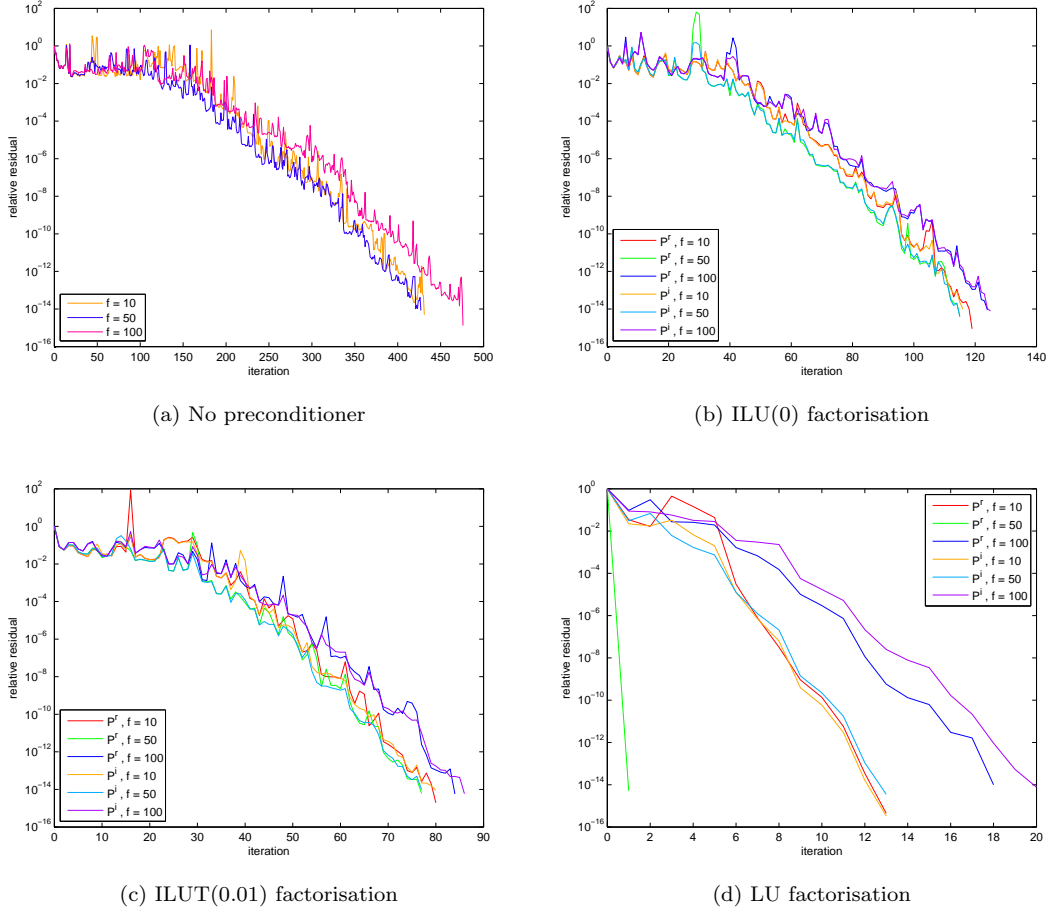 10^2
10^0
10^-2
10^-4
10^-6
10^-8
10^-10
10^-12
10^-14
10^-16
relative residual
f = 10
f = 50
f = 100
0 50 100 150 200 250 300 350 400 450 500
iteration
(a) No preconditioner
10^2
10^0
10^-2
10^-4
10^-6
10^-8
10^-10
10^-12
10^-14
10^-16
relative residual
P^r , f = 10
P^r , f = 50
P^r , f = 100
P^i , f = 10
P^i , f = 50
P^i , f = 100
0 20 40 60 80 100 120 140
iteration
(b) ILU(0) factorisation
10^2
10^0
10^-2
10^-4
10^-6
10^-8
10^-10
10^-12
10^-14
10^-16
relative residual
P^r , f = 10
P^r , f = 50
P^r , f = 100
P^i , f = 10
P^i , f = 50
P^i , f = 100
0 10 20 30 40 50 60 70 80 90
iteration
(c) ILUT(0.01) factorisation
10^0
10^-2
10^-4
10^-6
10^-8
10^-10
10^-12
10^-14
10^-16
relative residual
P^r , f = 10
P^r , f = 50
P^r , f = 100
P^i , f = 10
P^i , f = 50
P^i , f = 100
0 2 4 6 8 10 12 14 16 18 20
iteration
(d) LU factorisation